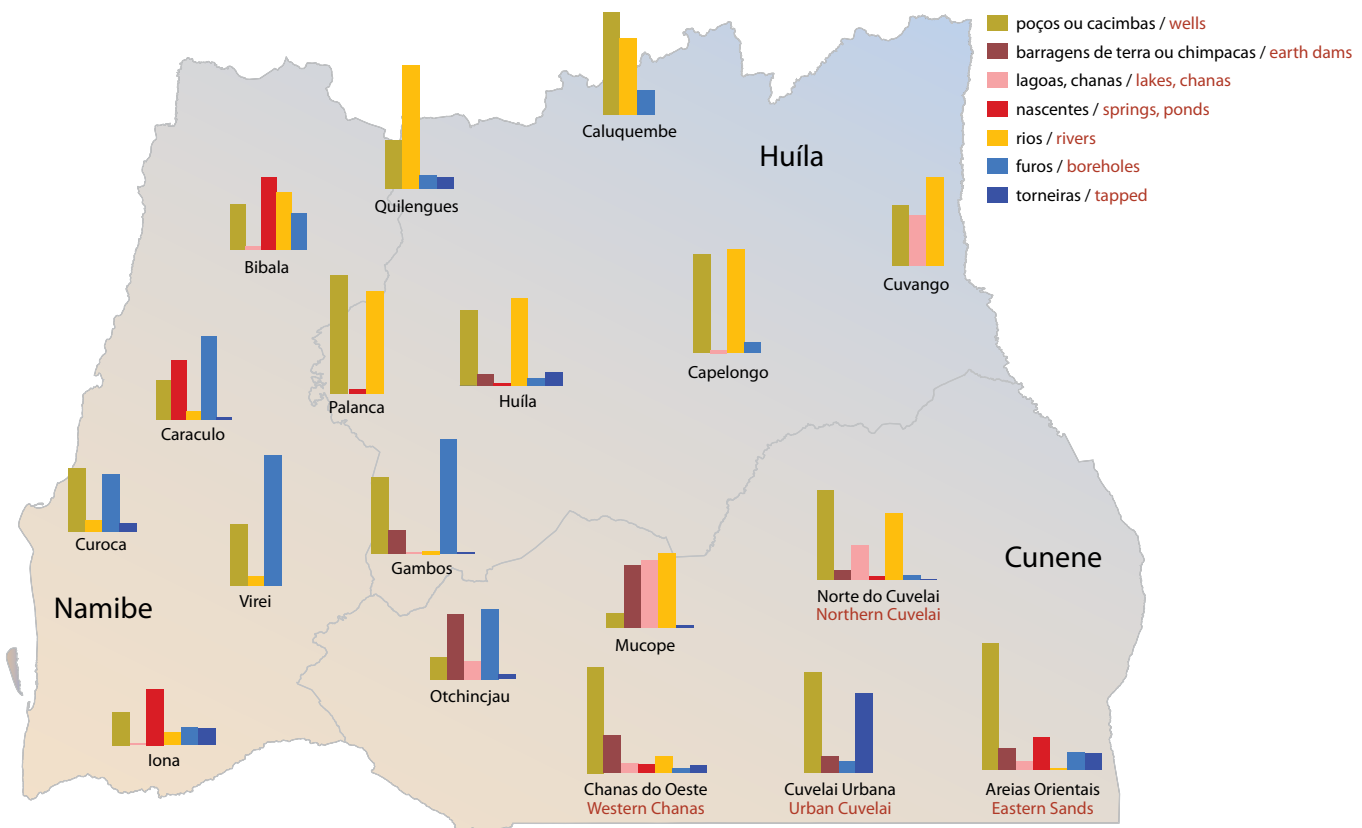 poços ou cacimbas / wells
barragens de terra ou chimpacas / earth dams
lagoas, chanas / lakes, chanas
nascentes / springs, ponds
rios / rivers
furos / boreholes
torneiras / tapped
Caluquembe
Huíla
Quilengues
Bibala
Cuvango
Capelongo
Palanca
Huíla
Caraculo
Curoca
Gambos
Virei
Namibe
Cunene
Norte do Cuvelai
Northern Cuvelai
Mucope
Otchincjau
Iona
Chanas do Oeste
Western Chanas
Cuvelai Urbana
Urban Cuvelai
Areias Orientais
Eastern Sands